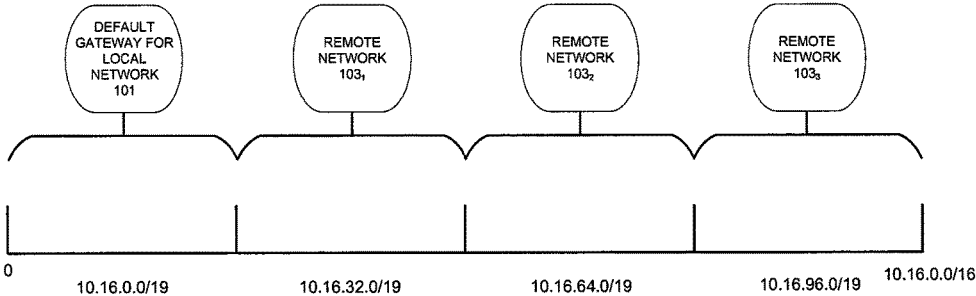 DEFAULT
GATEWAY FOR
LOCAL
NETWORK
101
REMOTE
NETWORK
103₁
REMOTE
NETWORK
103₂
REMOTE
NETWORK
103₃
0
10.16.0.0/19
10.16.32.0/19
10.16.64.0/19
10.16.96.0/19
10.16.0.0/16